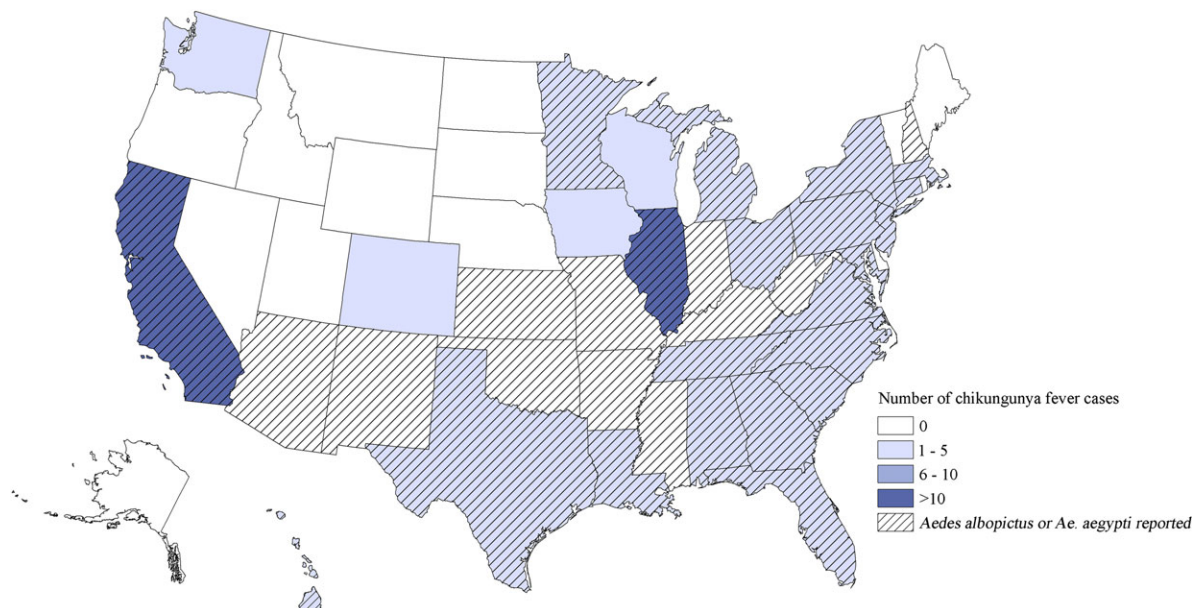 Number of chikungunya fever cases
0
1 - 5
6 - 10
>10
Aedes albopictus or Ae. aegypti reported